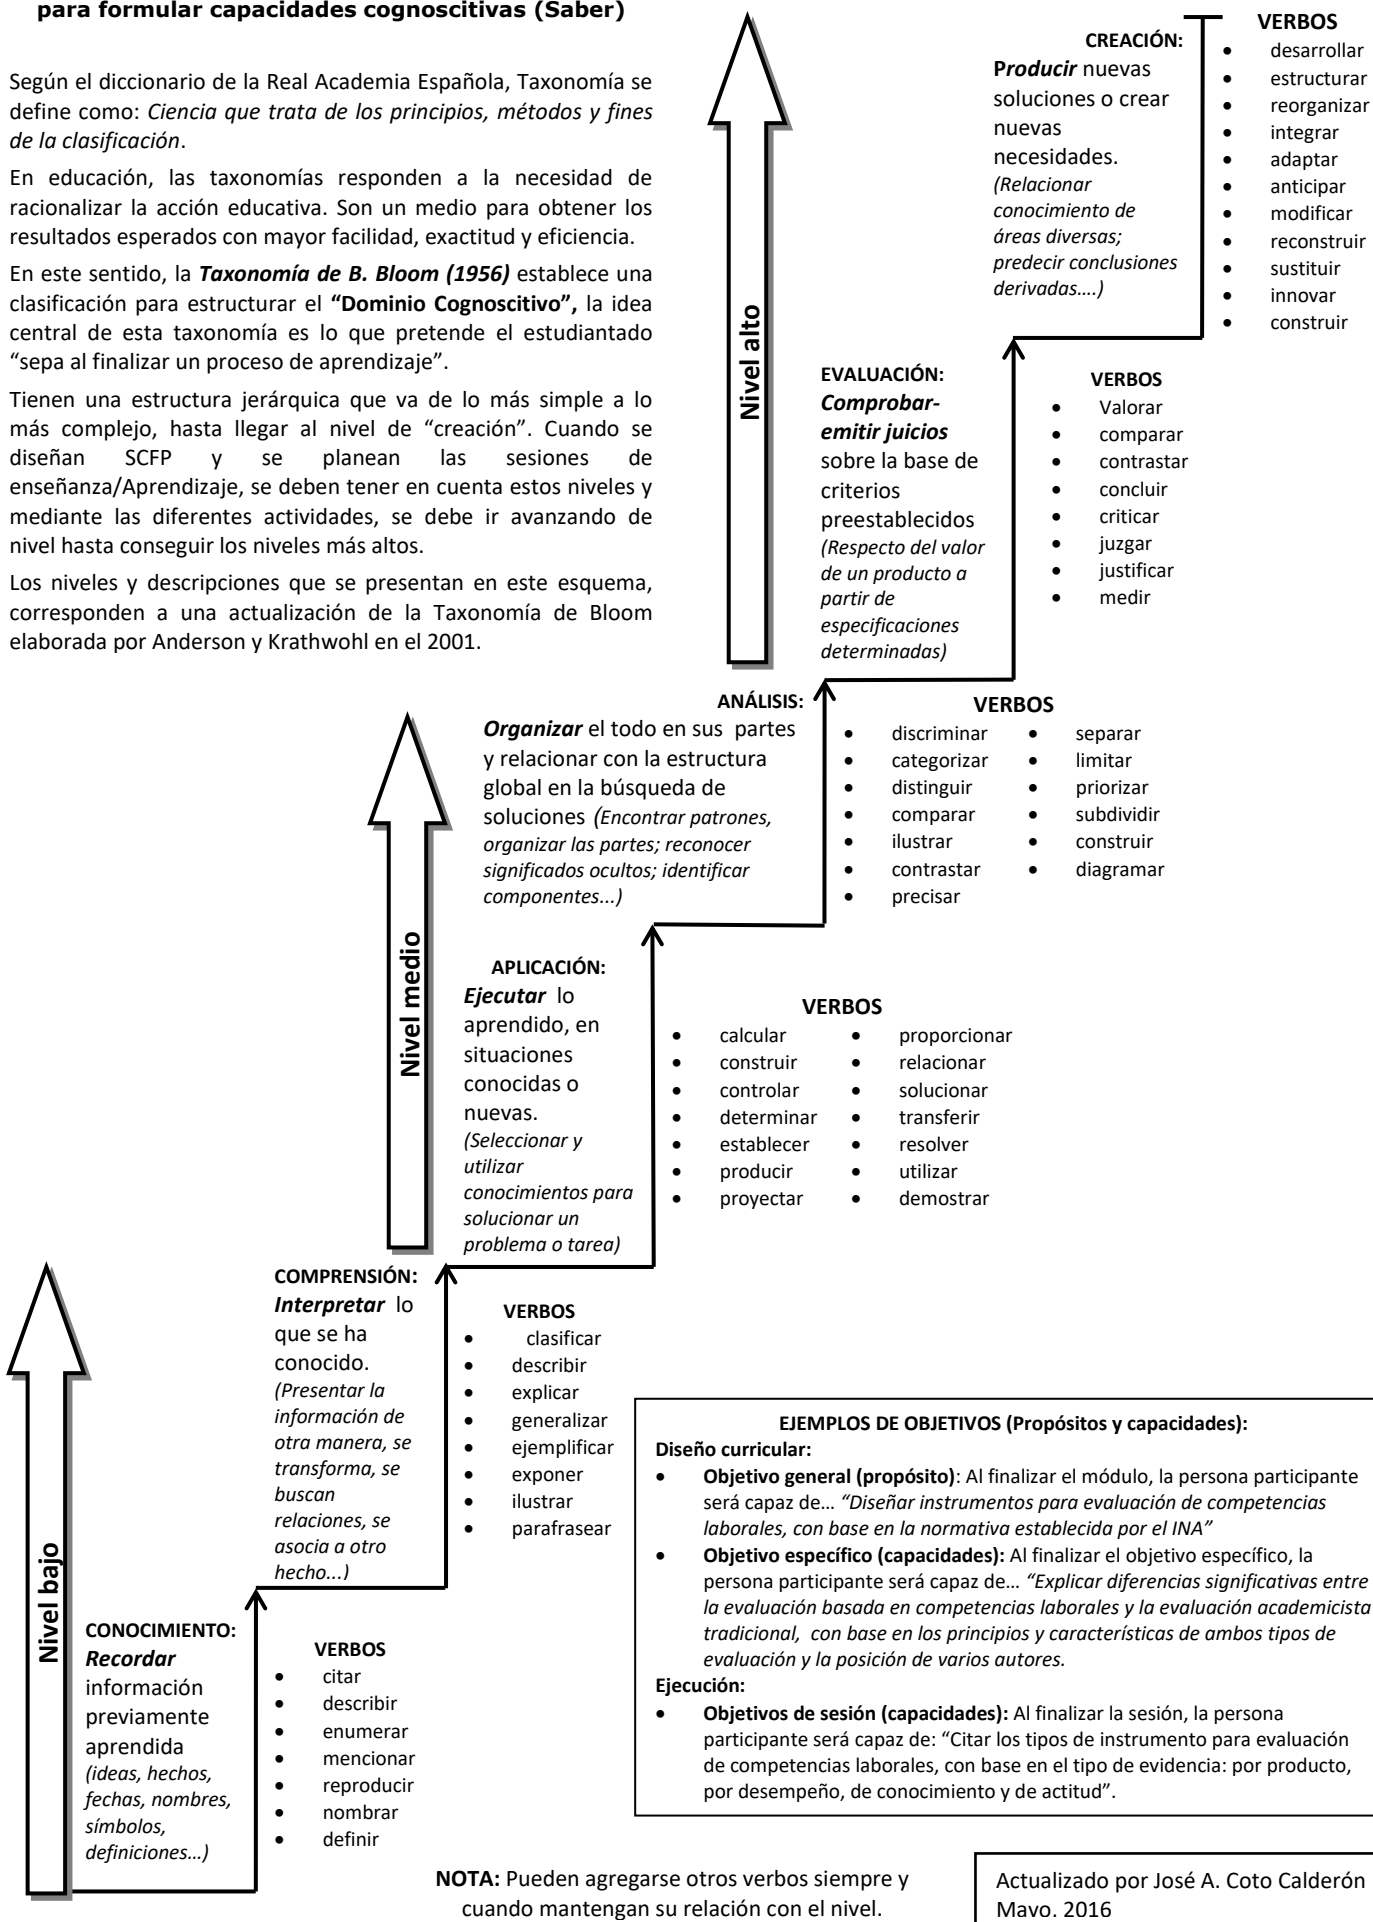 para formular capacidades cognoscitivas (Saber)
Según el diccionario de la Real Academia Española, Taxonomía se
define como: Ciencia que trata de los principios, métodos y fines
de la clasificación.
En educación, las taxonomías responden a la necesidad de
racionalizar la acción educativa. Son un medio para obtener los
resultados esperados con mayor facilidad, exactitud y eficiencia.
En este sentido, la Taxonomía de B. Bloom (1956) establece una
clasificación para estructurar el “Dominio Cognoscitivo”, la idea
central de esta taxonomía es lo que pretende el estudiantado
“sepa al finalizar un proceso de aprendizaje”.
Tienen una estructura jerárquica que va de lo más simple a lo
más complejo, hasta llegar al nivel de “creación”. Cuando se
diseñan SCFP y se planean las sesiones de
enseñanza/Aprendizaje, se deben tener en cuenta estos niveles y
mediante las diferentes actividades, se debe ir avanzando de
nivel hasta conseguir los niveles más altos.
Los niveles y descripciones que se presentan en este esquema,
corresponden a una actualización de la Taxonomía de Bloom
elaborada por Anderson y Krathwohl en el 2001.
Nivel alto
CREACIÓN:
Producir nuevas
soluciones o crear
nuevas
necesidades.
(Relacionar
conocimiento de
áreas diversas;
predecir conclusiones
derivadas....)
VERBOS
• desarrollar
• estructurar
• reorganizar
• integrar
• adaptar
• anticipar
• modificar
• reconstruir
• sustituir
• innovar
• construir
EVALUACIÓN:
Comprobar-
emitir juicios
sobre la base de
criterios
preestablecidos
(Respecto del valor
de un producto a
partir de
especificaciones
determinadas)
VERBOS
• Valorar
• comparar
• contrastar
• concluir
• criticar
• juzgar
• justificar
• medir
Nivel medio
ANÁLISIS:
Organizar el todo en sus partes
y relacionar con la estructura
global en la búsqueda de
soluciones (Encontrar patrones,
organizar las partes; reconocer
significados ocultos; identificar
componentes...)
VERBOS
• discriminar
• categorizar
• distinguir
• comparar
• ilustrar
• contrastar
• precisar
• separar
• limitar
• priorizar
• subdividir
• construir
• diagramar
APLICACIÓN:
Ejecutar lo
aprendido, en
situaciones
conocidas o
nuevas.
(Seleccionar y
utilizar
conocimientos para
solucionar un
problema o tarea)
VERBOS
• calcular
• construir
• controlar
• determinar
• establecer
• producir
• proyectar
• proporcionar
• relacionar
• solucionar
• transferir
• resolver
• utilizar
• demostrar
Nivel bajo
COMPRENSIÓN:
Interpretar lo
que se ha
conocido.
(Presentar la
información de
otra manera, se
transforma, se
buscan
relaciones, se
asocia a otro
hecho...)
VERBOS
• clasificar
• describir
• explicar
• generalizar
• ejemplificar
• exponer
• ilustrar
• parafrasear
CONOCIMIENTO:
Recordar
información
previamente
aprendida
(ideas, hechos,
fechas, nombres,
símbolos,
definiciones…)
VERBOS
• citar
• describir
• enumerar
• mencionar
• reproducir
• nombrar
• definir
EJEMPLOS DE OBJETIVOS (Propósitos y capacidades):
Diseño curricular:
• Objetivo general (propósito): Al finalizar el módulo, la persona participante
será capaz de… “Diseñar instrumentos para evaluación de competencias
laborales, con base en la normativa establecida por el INA”
• Objetivo específico (capacidades): Al finalizar el objetivo específico, la
persona participante será capaz de… “Explicar diferencias significativas entre
la evaluación basada en competencias laborales y la evaluación academicista
tradicional, con base en los principios y características de ambos tipos de
evaluación y la posición de varios autores.
Ejecución:
• Objetivos de sesión (capacidades): Al finalizar la sesión, la persona
participante será capaz de: “Citar los tipos de instrumento para evaluación
de competencias laborales, con base en el tipo de evidencia: por producto,
por desempeño, de conocimiento y de actitud”.
NOTA: Pueden agregarse otros verbos siempre y
cuando mantengan su relación con el nivel.
Actualizado por José A. Coto Calderón
Mayo. 2016